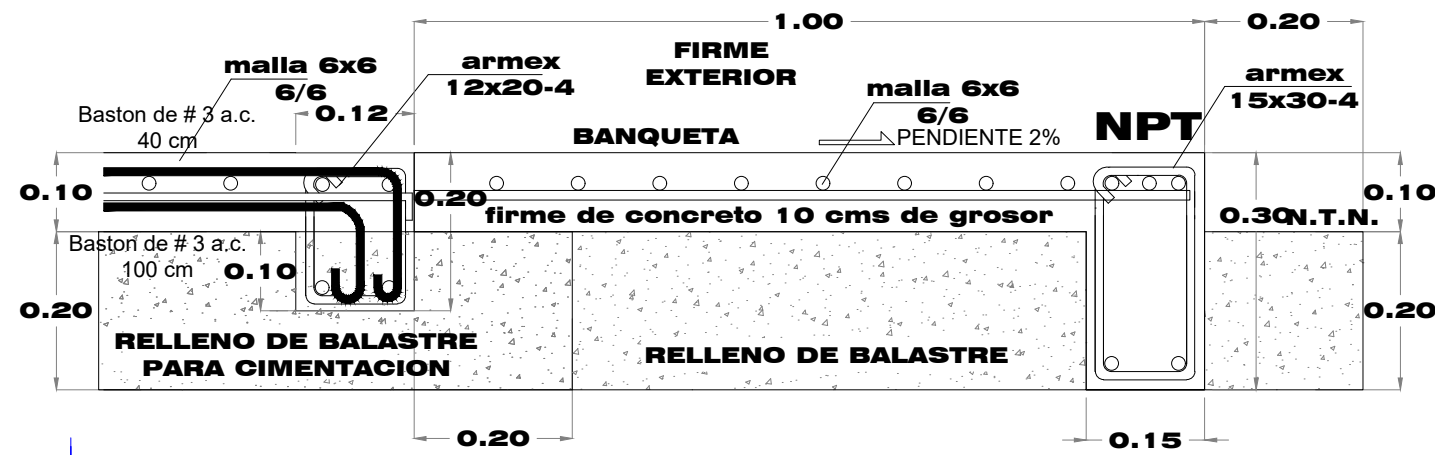 1.00
0.20
FIRME
EXTERIOR
malla 6x6
6/6
armex
12x20-4
malla 6x6
6/6
armex
15x30-4
Baston de # 3 a.c.
40 cm
0.12
BANQUETA
PENDIENTE 2%
NPT
0.10
0.20
firme de concreto 10 cms de grosor
0.30
N.T.N.
0.10
Baston de # 3 a.c.
100 cm
0.10
0.20
0.20
RELLENO DE BALASTRE
PARA CIMENTACION
RELLENO DE BALASTRE
0.20
0.15